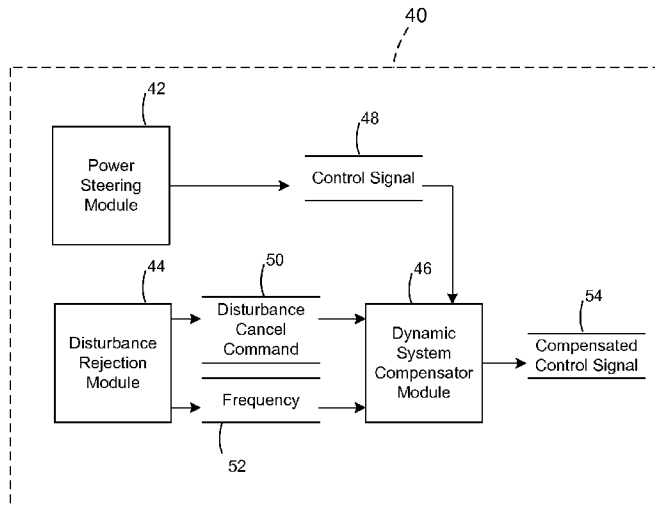 40
42
Power
Steering
Module
48
Control Signal
44
Disturbance
Rejection
Module
50
Disturbance
Cancel
Command
Frequency
52
46
Dynamic
System
Compensator
Module
54
Compensated
Control Signal